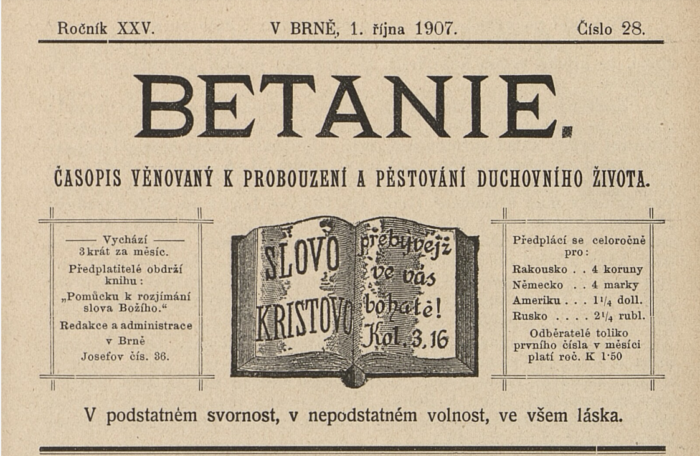 Ročník XXV. V BRNĚ, 1. října 1907. Číslo 28.
BETANIE.
ČASOPIS VĚNOVANÝ K PROBOUZENÍ A PĚSTOVÁNÍ DUCHOVNÍHO ŽIVOTA.
Vychází
3krát za měsíc.
Předplatitelé obdrží
knihu:
„Pomůcku k rozjímání
slova Božího.“
Redakce a administrace
v Brně
Josefov čís. 36.
SLOVO
KRISTOVO
přebývejž
ve vás
bohatě!
Kol. 3, 16
Předplácí se celoročně
pro:
Rakousko . . 4 koruny
Německo . . 4 marky
Ameriku . . . 1¼ doll.
Rusko . . . . 2¼ rubl.
Odběratelé toliko
prvního čísla v měsíci
platí roč. K 1·50
V podstatném svornost, v nepodstatném volnost, ve všem láska.